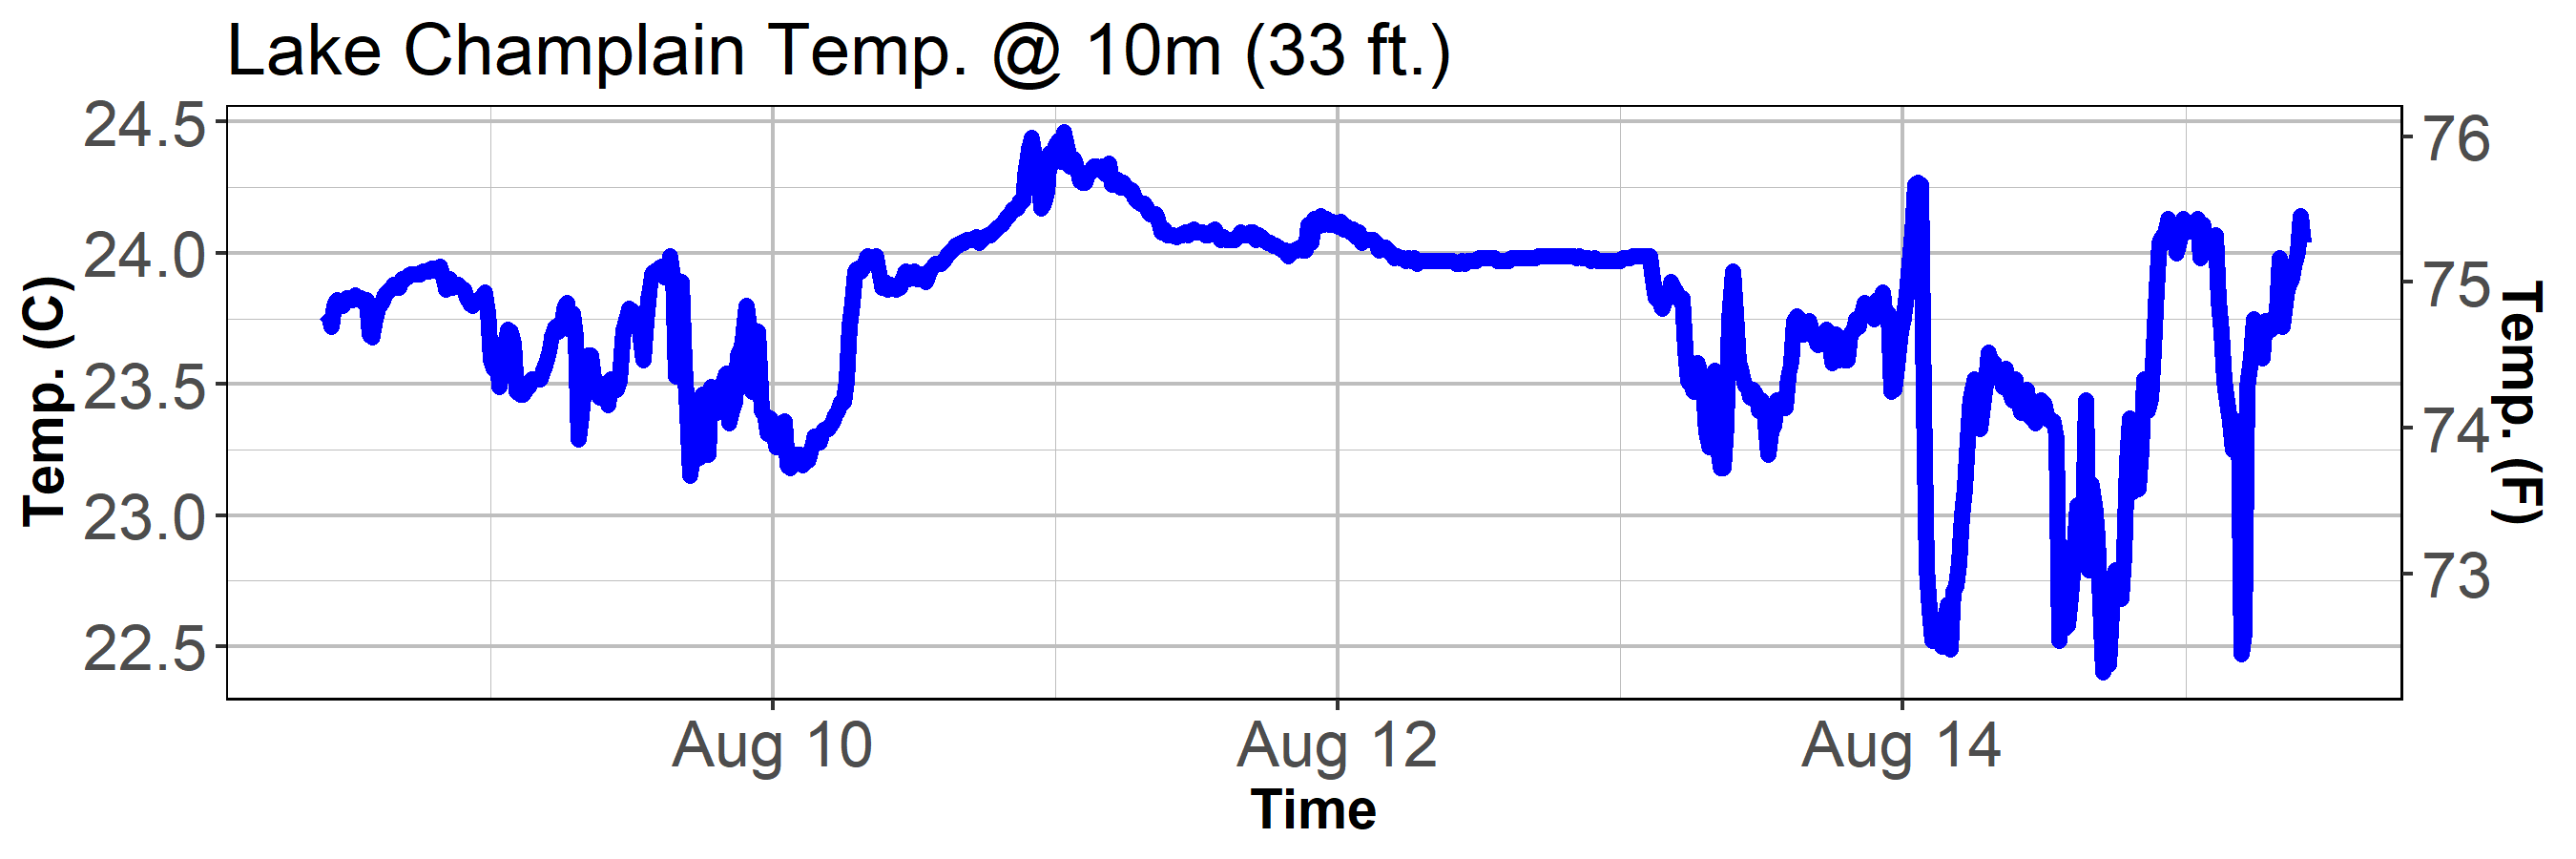 Lake Champlain Temp. @ 10m (33 ft.)
24.5
24.0
23.5
23.0
22.5
Temp. (C)
76
75
74
73
Temp. (F)
Aug 10 Aug 12 Aug 14
Time